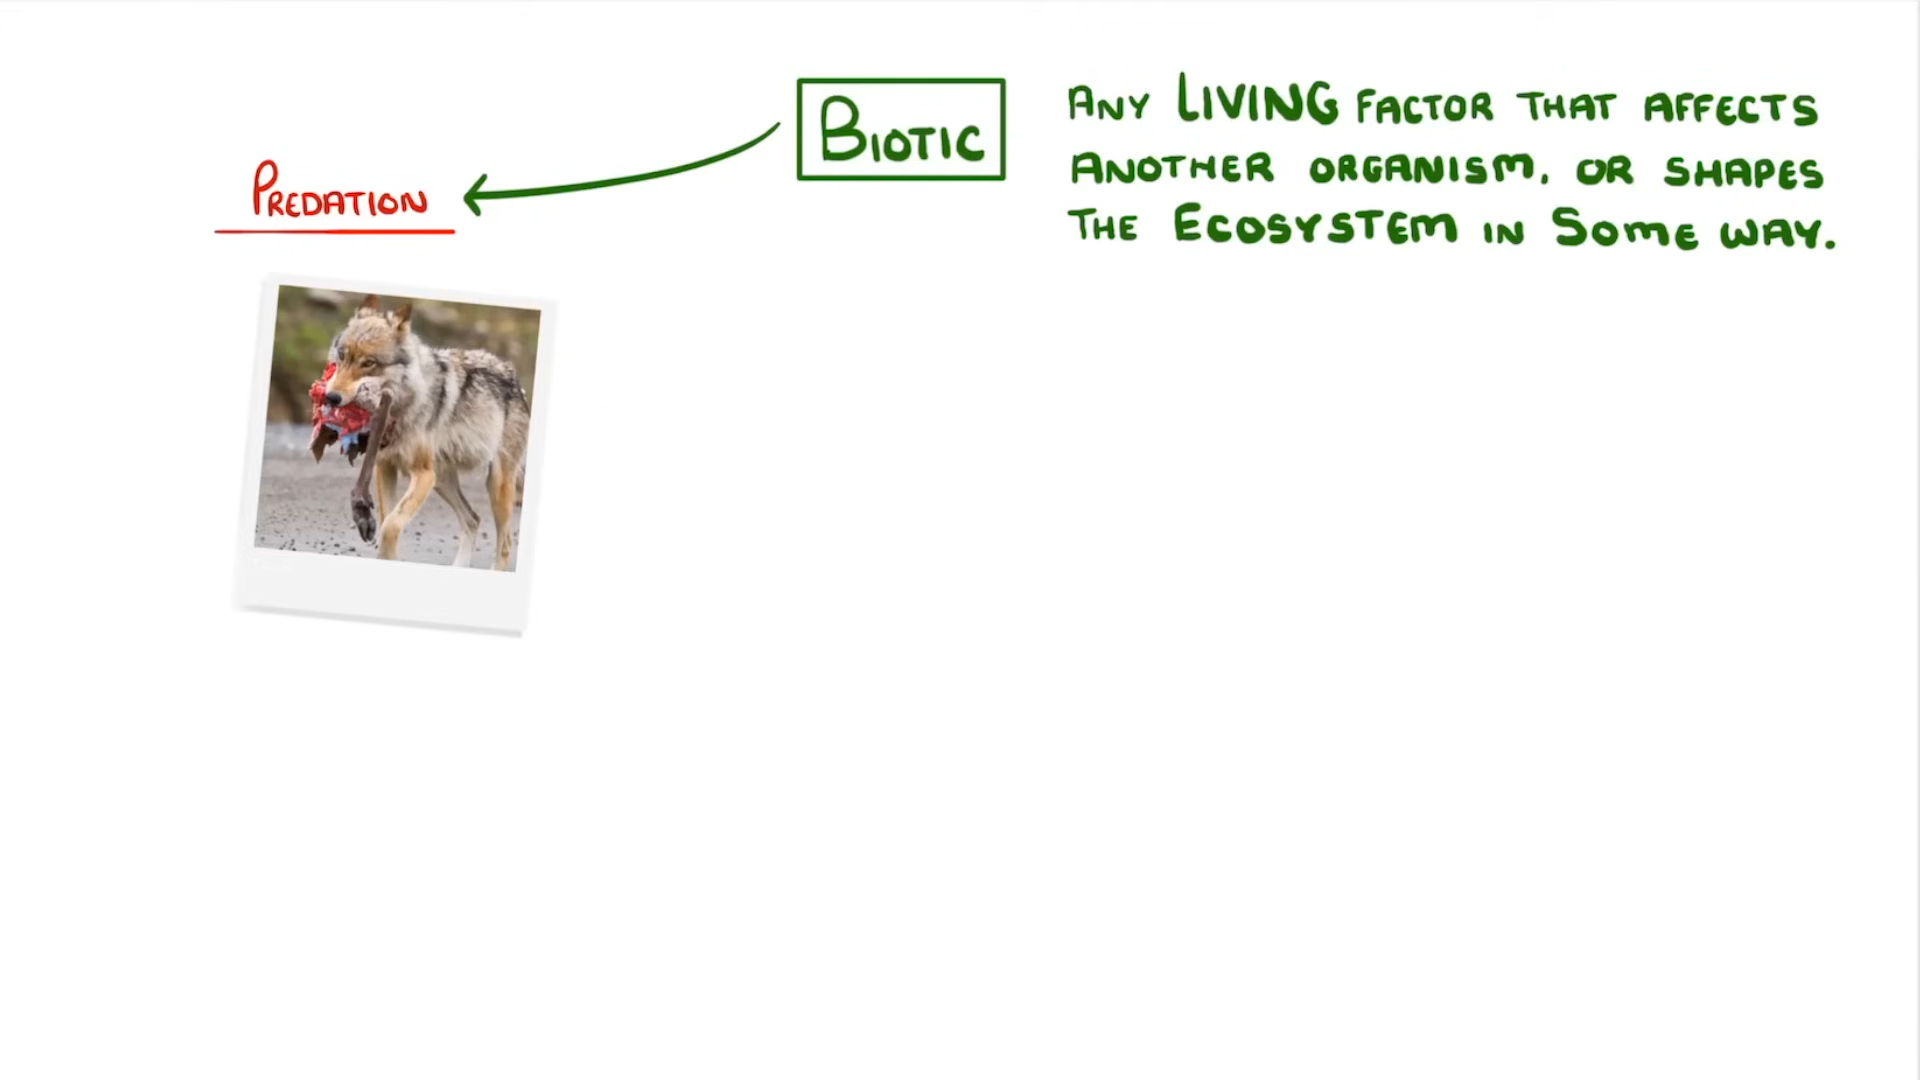 Biotic
Any Living factor that affects
another organism. or shapes
the Ecosystem in Some way.
Predation